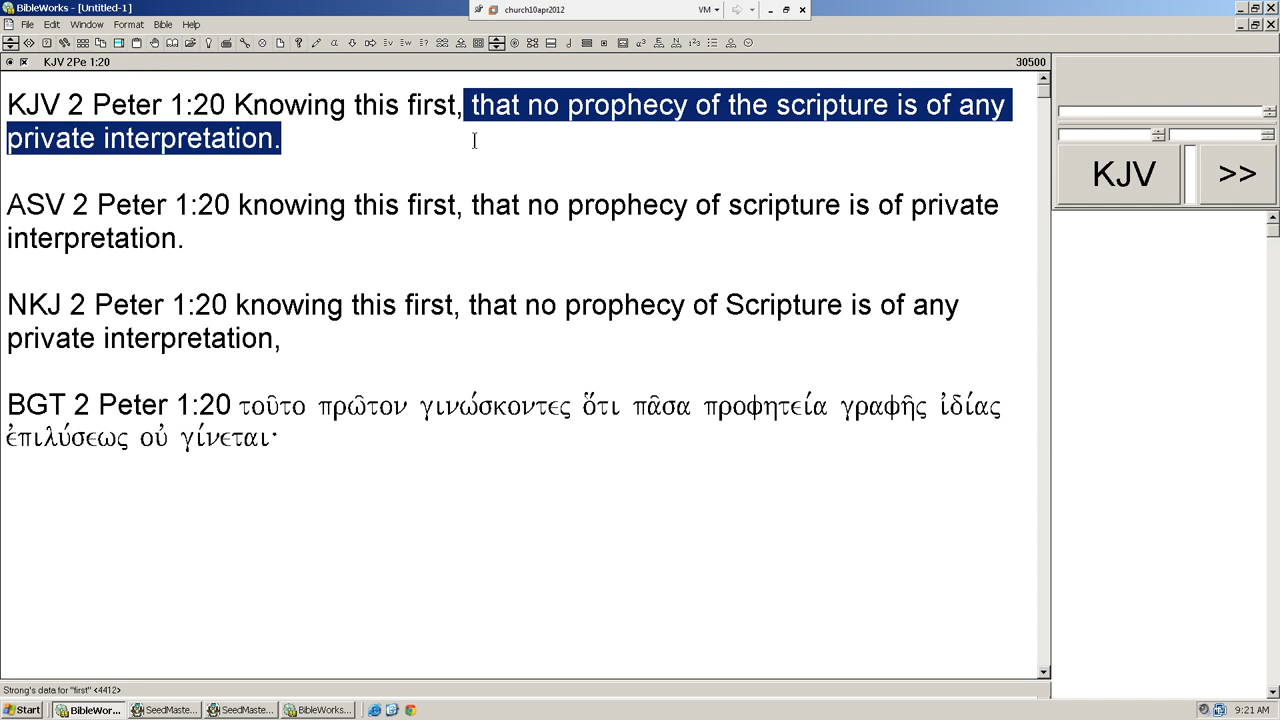 BibleWorks - [Untitled-1]
church10apr2012
VM
File Edit Window Format Bible Help
KJV 2Pe 1:20
30500
KJV 2 Peter 1:20 Knowing this first, that no prophecy of the scripture is of any
private interpretation.
KJV
>>
ASV 2 Peter 1:20 knowing this first, that no prophecy of scripture is of private
interpretation.
NKJ 2 Peter 1:20 knowing this first, that no prophecy of Scripture is of any
private interpretation,
BGT 2 Peter 1:20 τοῦτο πρῶτον γινώσκοντες ὅτι πᾶσα προφητεία γραφῆς ἰδίας
ἐπιλύσεως οὐ γίνεται·
Strong's data for "first" <4412>
Start
BibleWor...
SeedMaste...
SeedMaste...
BibleWorks...
9:21 AM